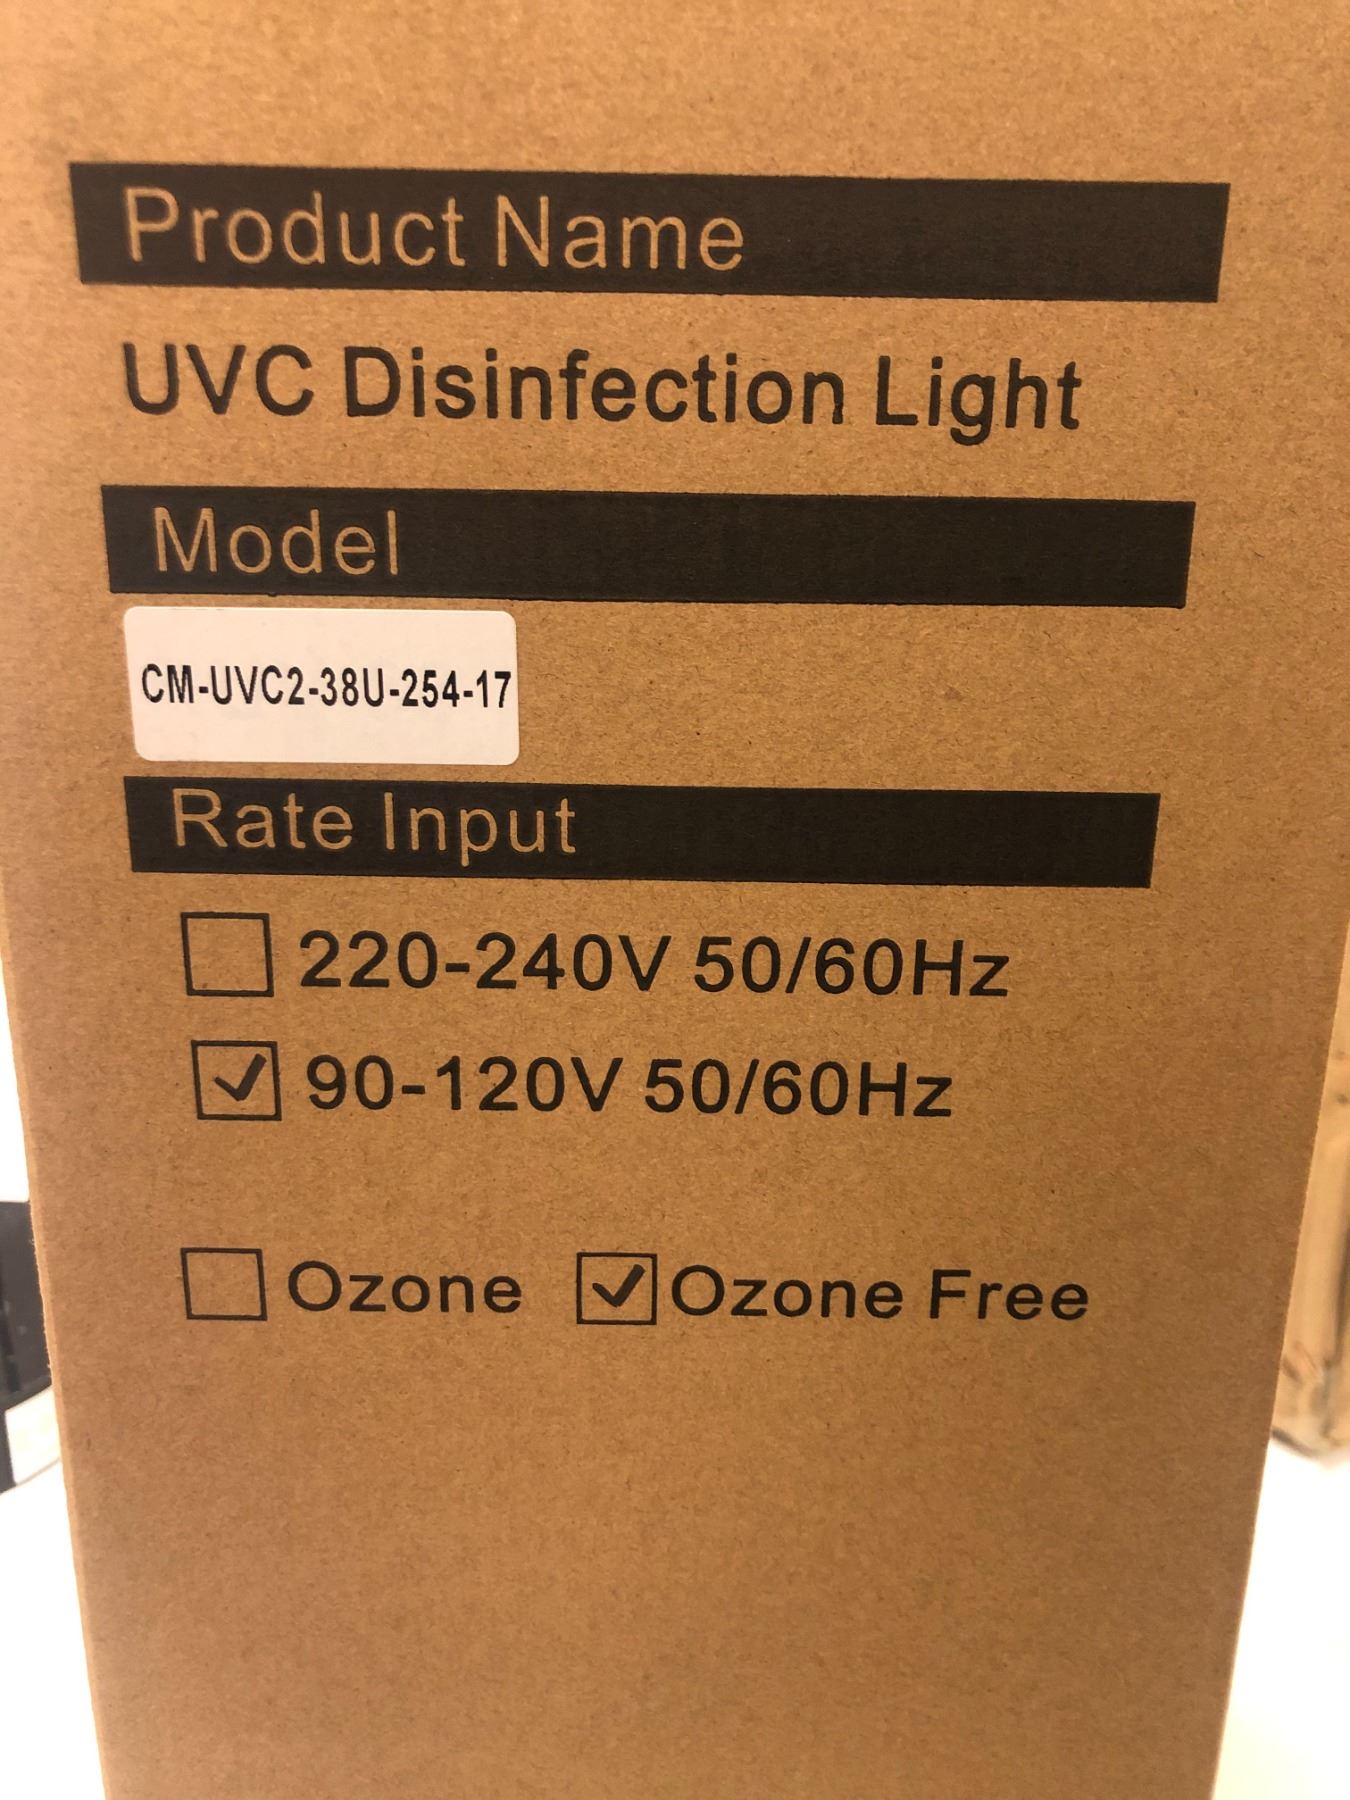 Product Name
UVC Disinfection Light
Model
CM-UVC2-38U-254-17
Rate Input
220-240V 50/60Hz
90-120V 50/60Hz
Ozone Ozone Free